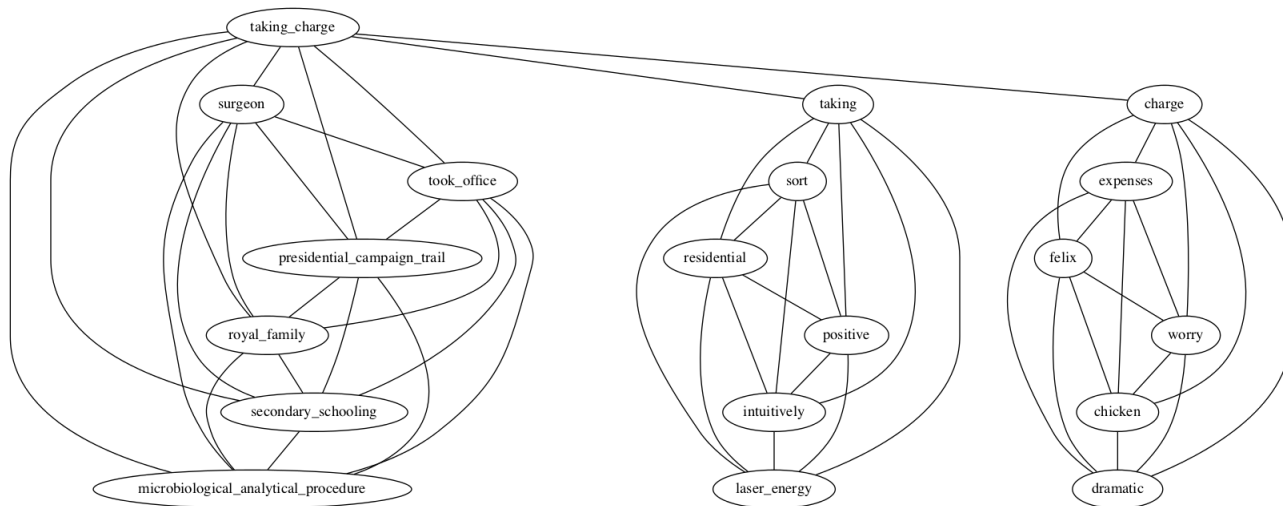 taking_charge
surgeon
taking
charge
took_office
sort
expenses
presidential_campaign_trail
residential
felix
royal_family
positive
worry
secondary_schooling
intuitively
chicken
microbiological_analytical_procedure
laser_energy
dramatic